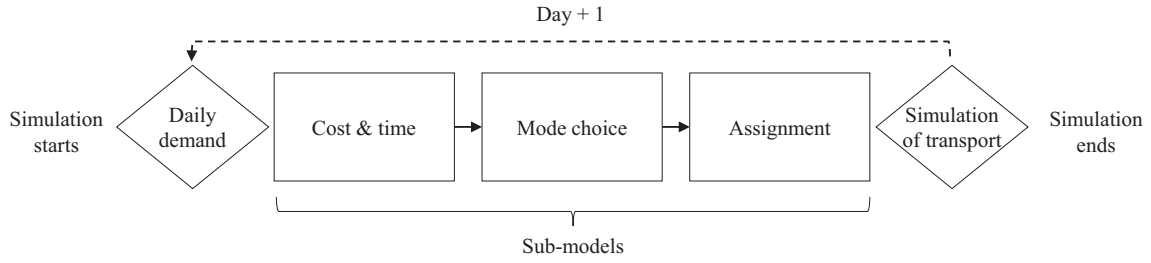 Day + 1
Simulation
starts
Daily
demand
Cost & time
Mode choice
Assignment
Simulation
of transport
Simulation
ends
Sub-models